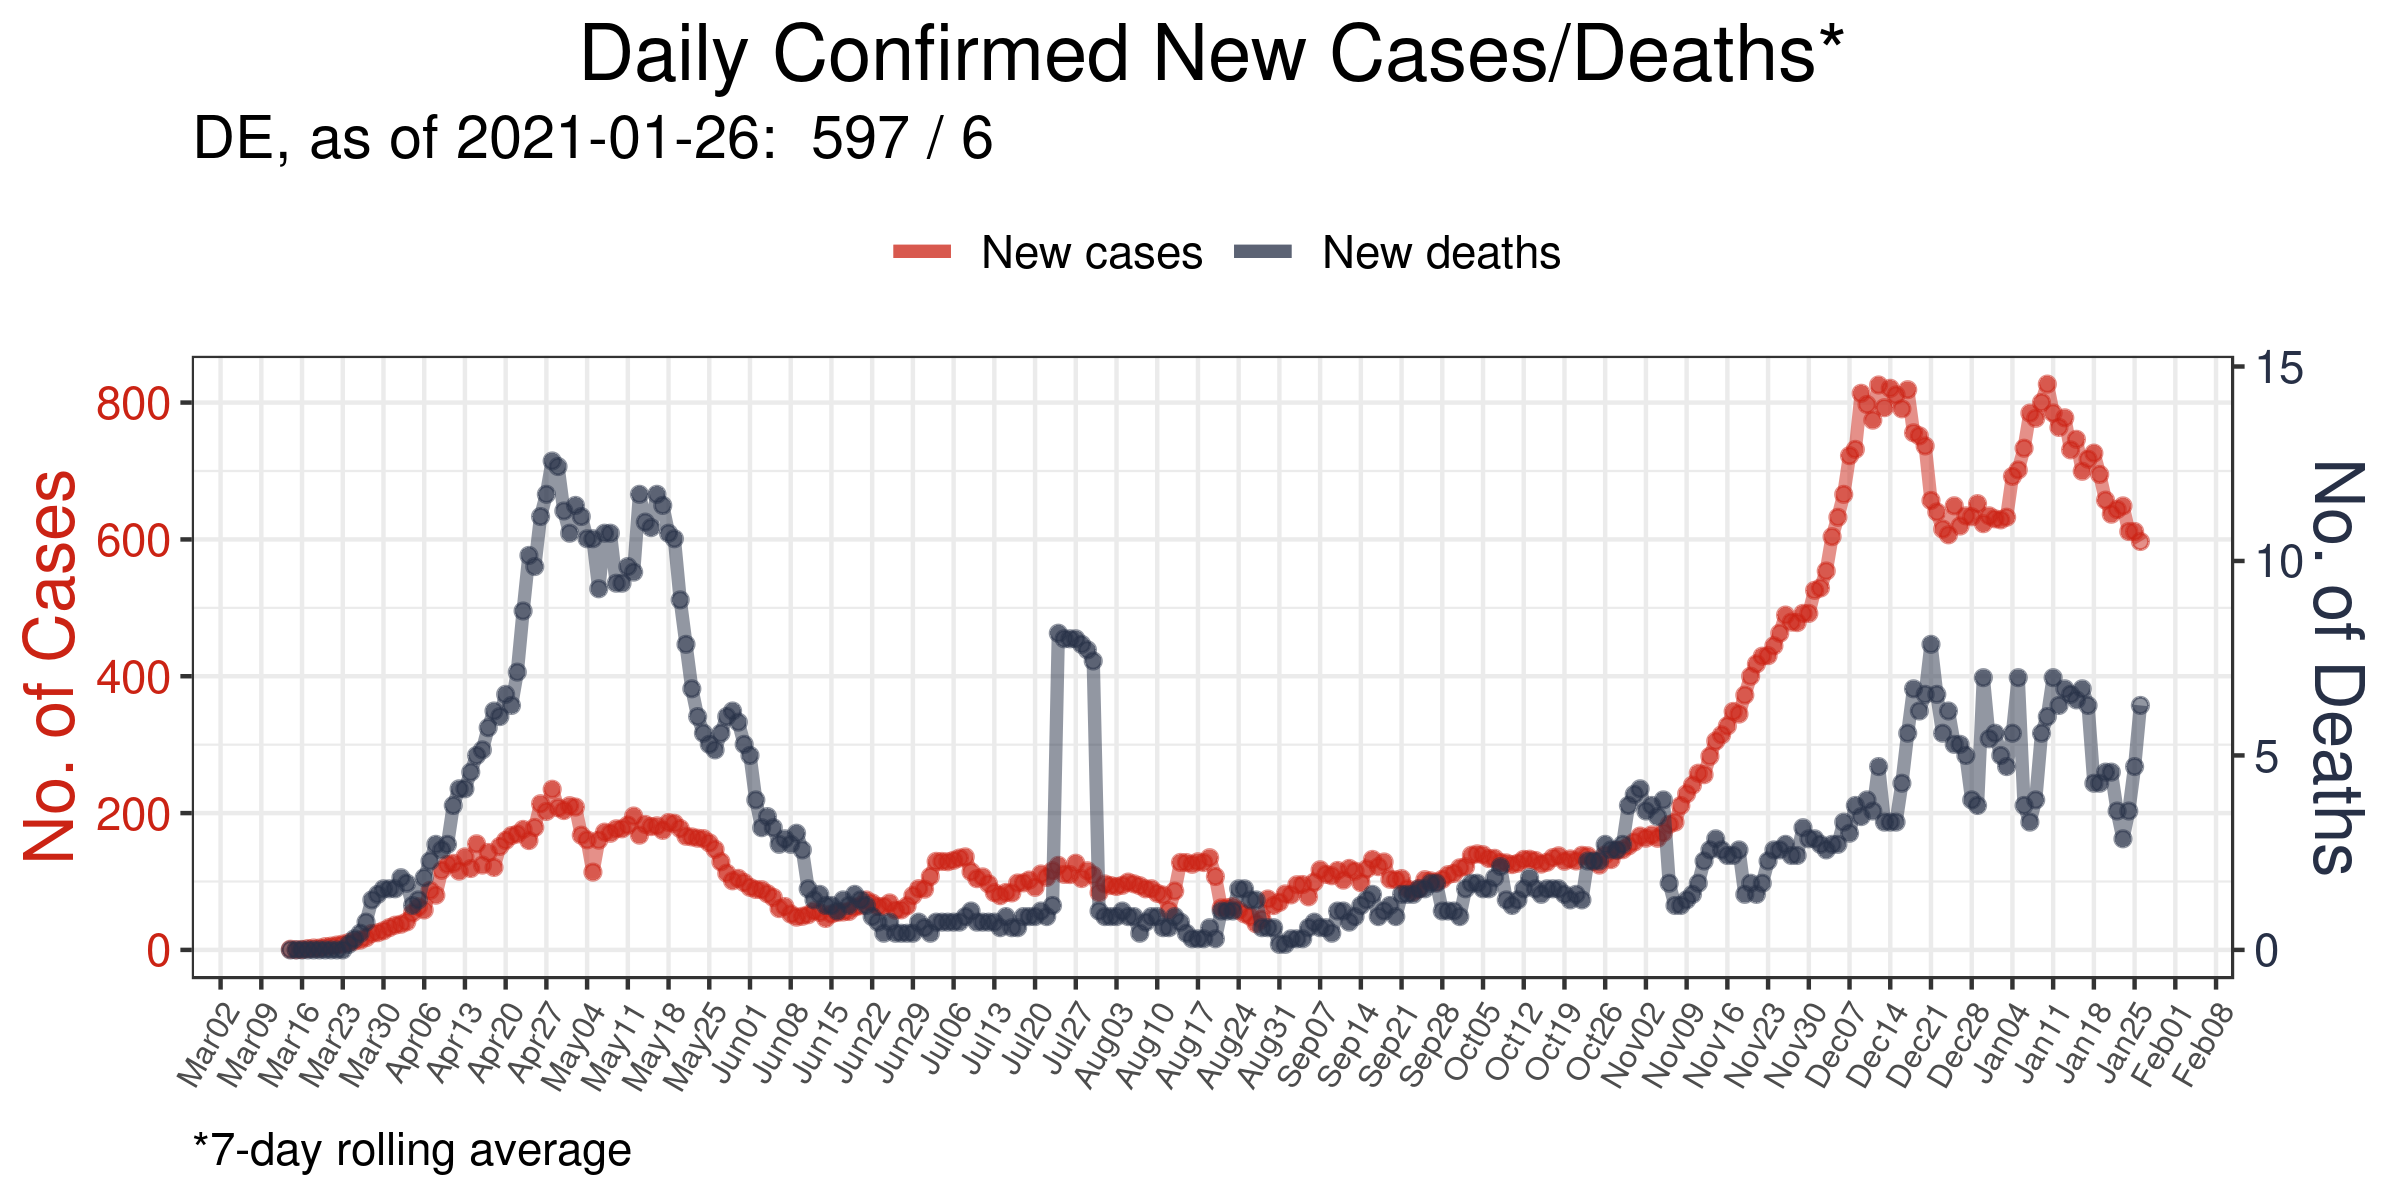 Daily Confirmed New Cases/Deaths*
DE, as of 2021-01-26:  597 / 6
New cases
New deaths
No. of Cases
800
600
400
200
0
15
10
5
0
No. of Deaths
Mar02
Mar09
Mar16
Mar23
Mar30
Apr06
Apr13
Apr20
Apr27
May04
May11
May18
May25
Jun01
Jun08
Jun15
Jun22
Jun29
Jul06
Jul13
Jul20
Jul27
Aug03
Aug10
Aug17
Aug24
Aug31
Sep07
Sep14
Sep21
Sep28
Oct05
Oct12
Oct19
Oct26
Nov02
Nov09
Nov16
Nov23
Nov30
Dec07
Dec14
Dec21
Dec28
Jan04
Jan11
Jan18
Jan25
Feb01
Feb08
*7-day rolling average